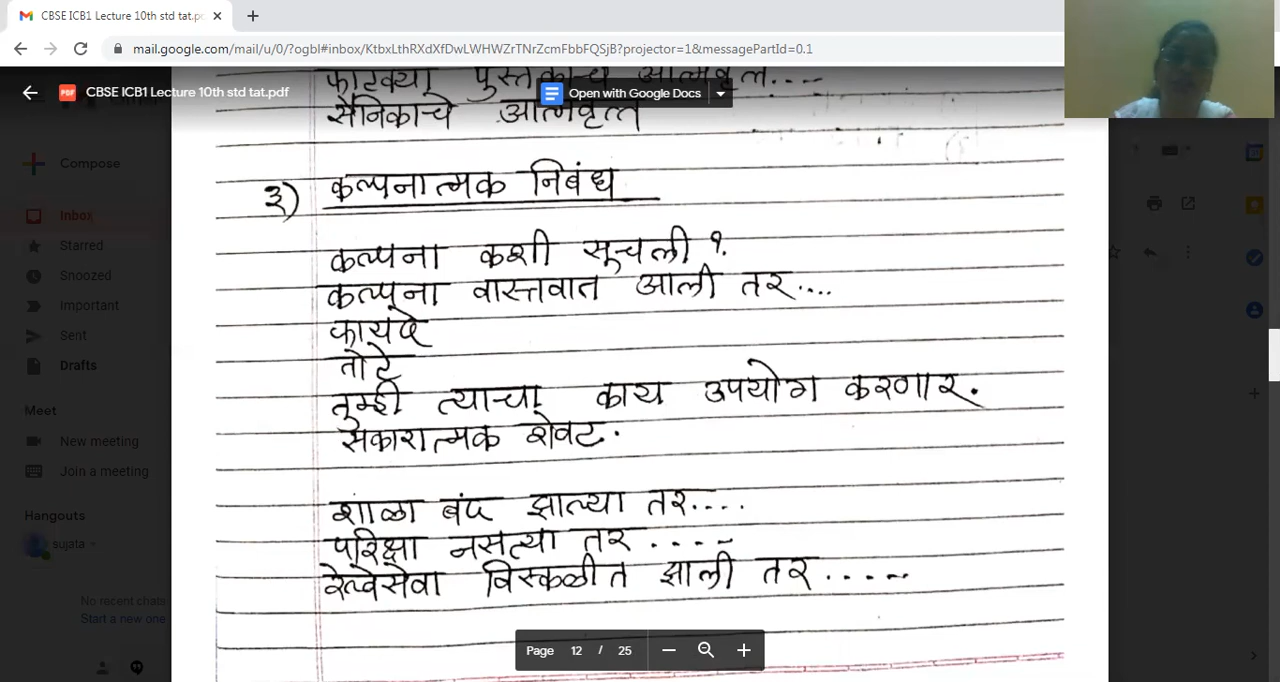 CBSE ICB1 Lecture 10th std tat.p
mail.google.com/mail/u/0/?ogbl#inbox/KtbxLthRXdXfDwLWHWZrTNrZcmFbbFQSjB?projector=1&messagePartId=0.1
CBSE ICB1 Lecture 10th std tat.pdf
Open with Google Docs
Compose
Inbox
Starred
Snoozed
Important
Sent
Drafts
Meet
New meeting
Join a meeting
Hangouts
sujata
No recent chats
Start a new one
फाटक्या पुस्तकाचे आत्मवृत्त....
सैनिकाचे आत्मवृत्त
३) कल्पनात्मक निबंध
कल्पना कशी सूचली ?
कल्पना वास्तवात आली तर....
फायदे
तोटे
तुम्ही त्याचा काय उपयोग करणार.
सकारात्मक शेवट.
शाळा बंद झाल्या तर....
परिक्षा नसत्या तर ....
रेल्वेसेवा विस्कळीत झाली तर.....
Page 12 / 25